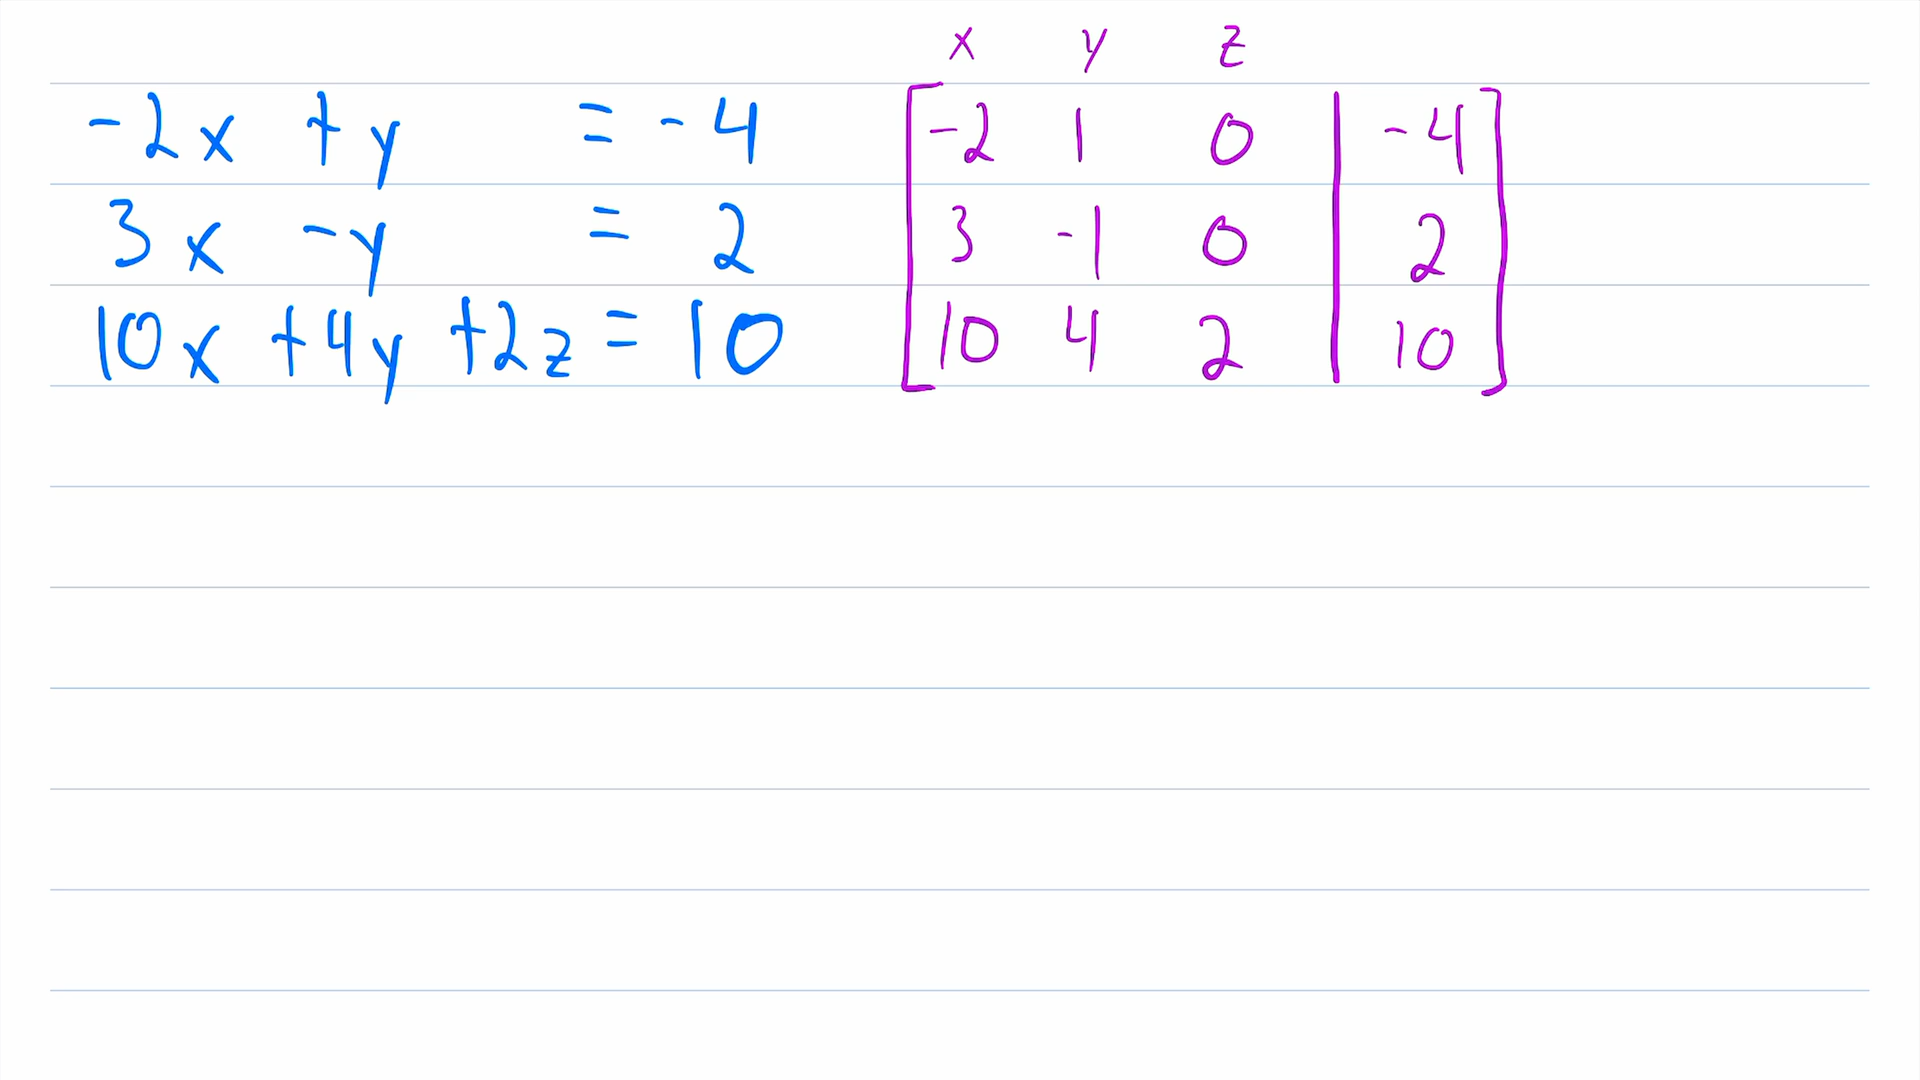 -2x + y = -4
3x - y = 2
10x + 4y + 2z = 10
x y z
-2 1 0 | -4
3 -1 0 | 2
10 4 2 | 10